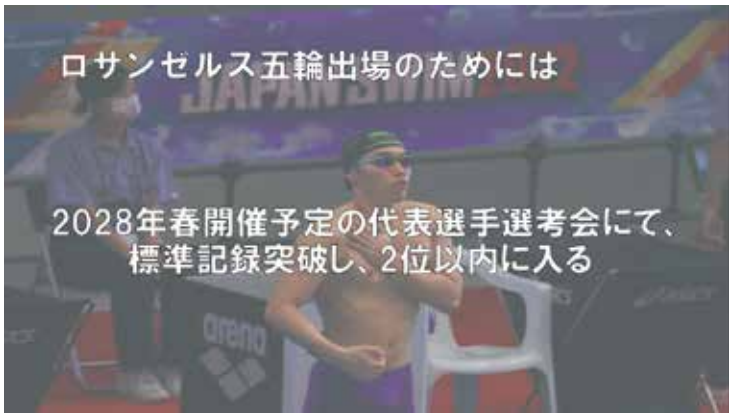 ロサンゼルス五輪出場のためには
JAPAN SWIM 2022
2028年春開催予定の代表選手選考会にて、
標準記録突破し、2位以内に入る
arena